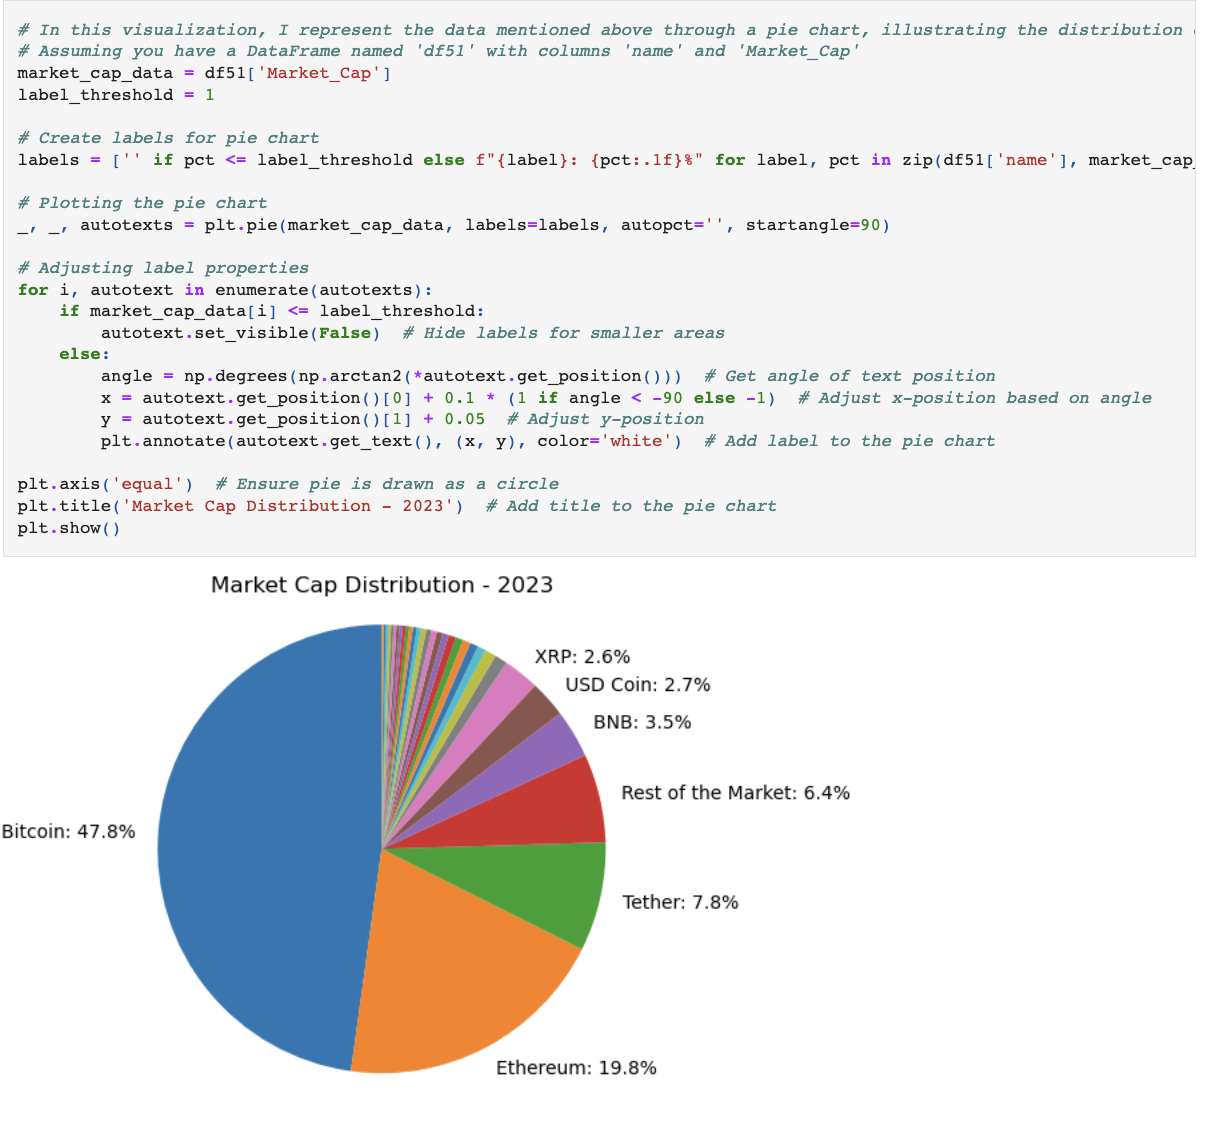 # In this visualization, I represent the data mentioned above through a pie chart, illustrating the distribution
# Assuming you have a DataFrame named 'df51' with columns 'name' and 'Market_Cap'
market_cap_data = df51['Market_Cap']
label_threshold = 1
# Create labels for pie chart
labels = ['' if pct <= label_threshold else f"{label}: {pct:.1f}%" for label, pct in zip(df51['name'], market_cap_
# Plotting the pie chart
_, _, autotexts = plt.pie(market_cap_data, labels=labels, autopct='', startangle=90)
# Adjusting label properties
for i, autotext in enumerate(autotexts):
    if market_cap_data[i] <= label_threshold:
        autotext.set_visible(False)  # Hide labels for smaller areas
    else:
        angle = np.degrees(np.arctan2(*autotext.get_position()))  # Get angle of text position
        x = autotext.get_position()[0] + 0.1 * (1 if angle < -90 else -1)  # Adjust x-position based on angle
        y = autotext.get_position()[1] + 0.05  # Adjust y-position
        plt.annotate(autotext.get_text(), (x, y), color='white')  # Add label to the pie chart
plt.axis('equal')  # Ensure pie is drawn as a circle
plt.title('Market Cap Distribution - 2023')  # Add title to the pie chart
plt.show()
Market Cap Distribution - 2023
XRP: 2.6%
USD Coin: 2.7%
BNB: 3.5%
Rest of the Market: 6.4%
Bitcoin: 47.8%
Tether: 7.8%
Ethereum: 19.8%